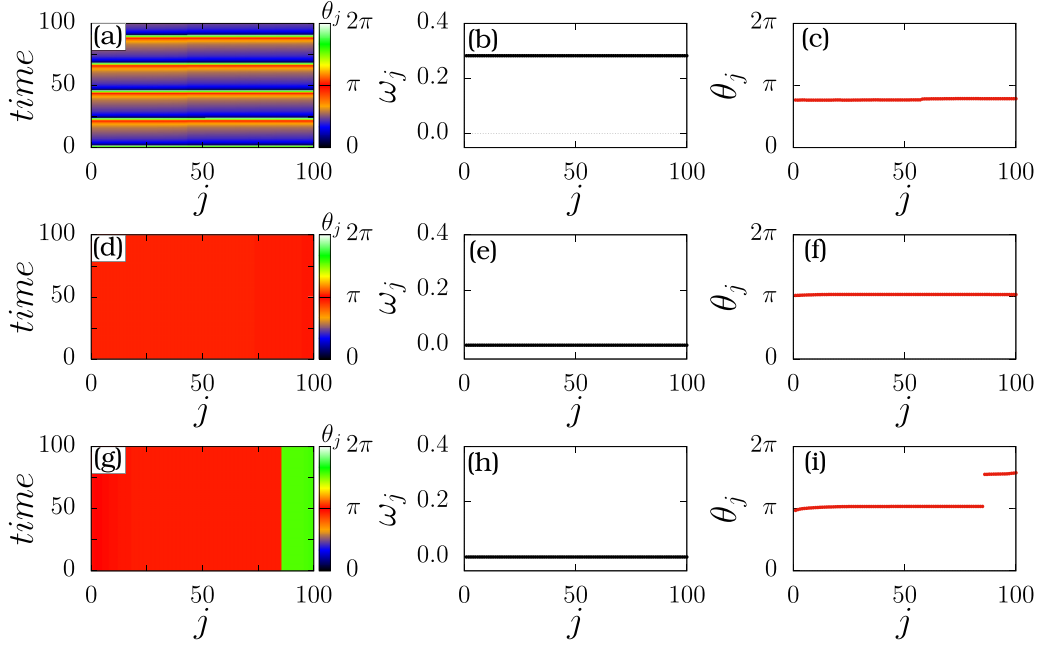 (a) time 100 50 0 0 50 100 j θj 2π π 0
(b) ωj 0.4 0.2 0.0 0 50 100 j
(c) θj 2π π 0 0 50 100 j
(d) time 100 50 0 0 50 100 j θj 2π π 0
(e) ωj 0.4 0.2 0.0 0 50 100 j
(f) θj 2π π 0 0 50 100 j
(g) time 100 50 0 0 50 100 j θj 2π π 0
(h) ωj 0.4 0.2 0.0 0 50 100 j
(i) θj 2π π 0 0 50 100 j